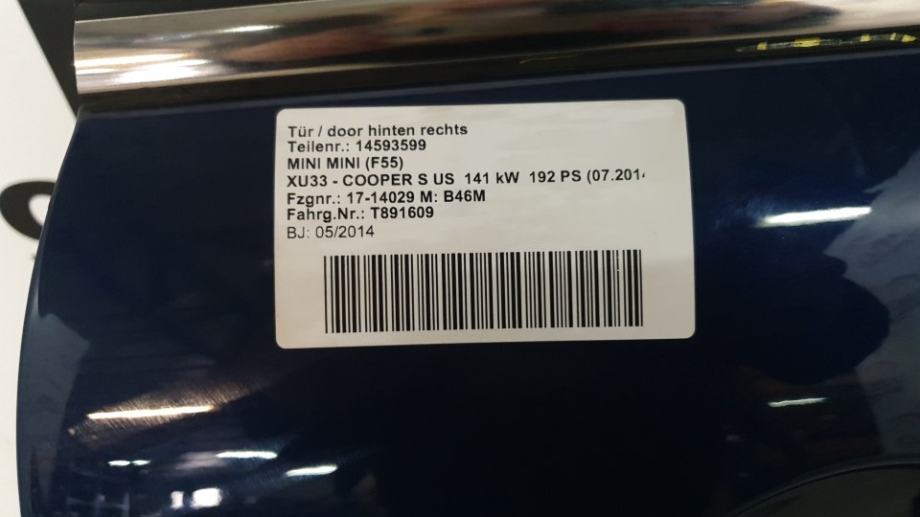 Tür / door hinten rechts
Teilenr.: 14593599
MINI MINI (F55)
XU33 - COOPER S US 141 kW 192 PS (07.201
Fzgnr.: 17-14029 M: B46M
Fahrg.Nr.: T891609
BJ: 05/2014